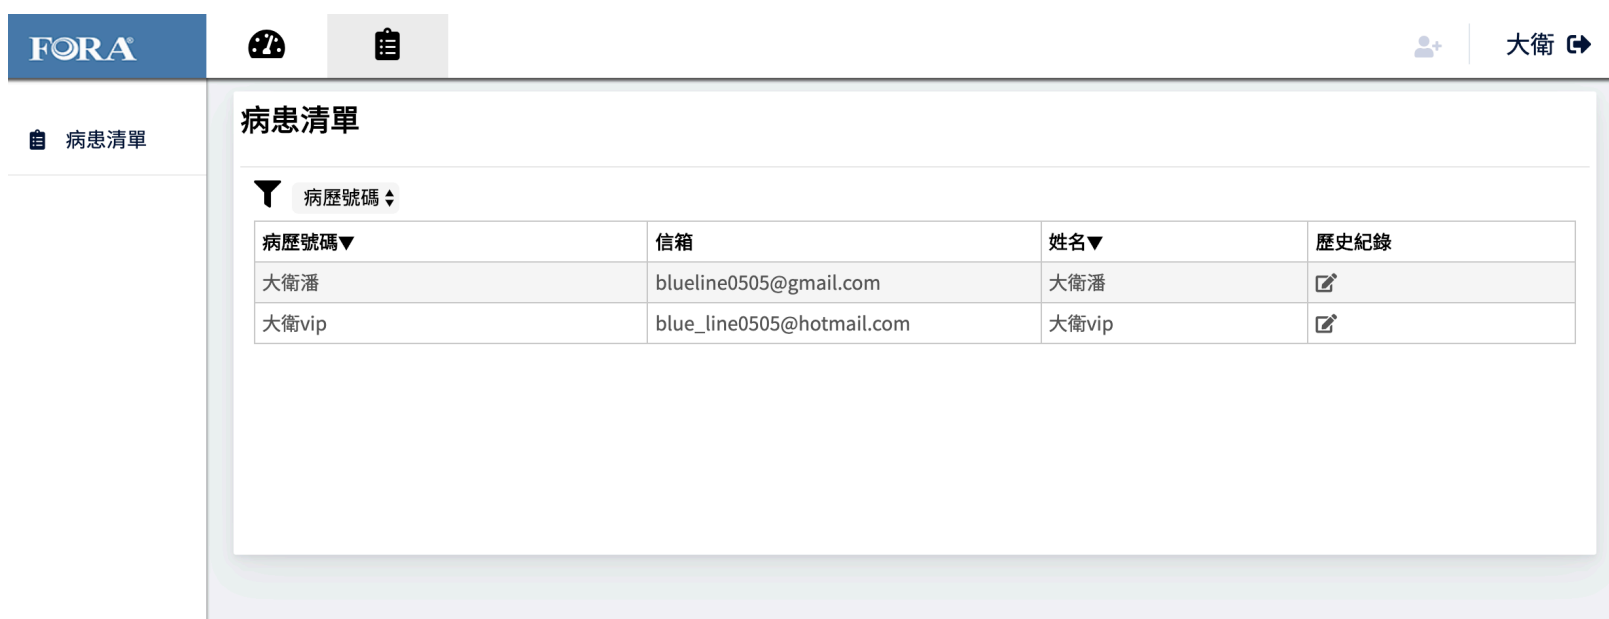 FORA®
大衛
病患清單
病患清單
病歷號碼
病歷號碼▼ 信箱 姓名▼ 歷史紀錄
大衛潘 blueline0505@gmail.com 大衛潘
大衛vip blue_line0505@hotmail.com 大衛vip